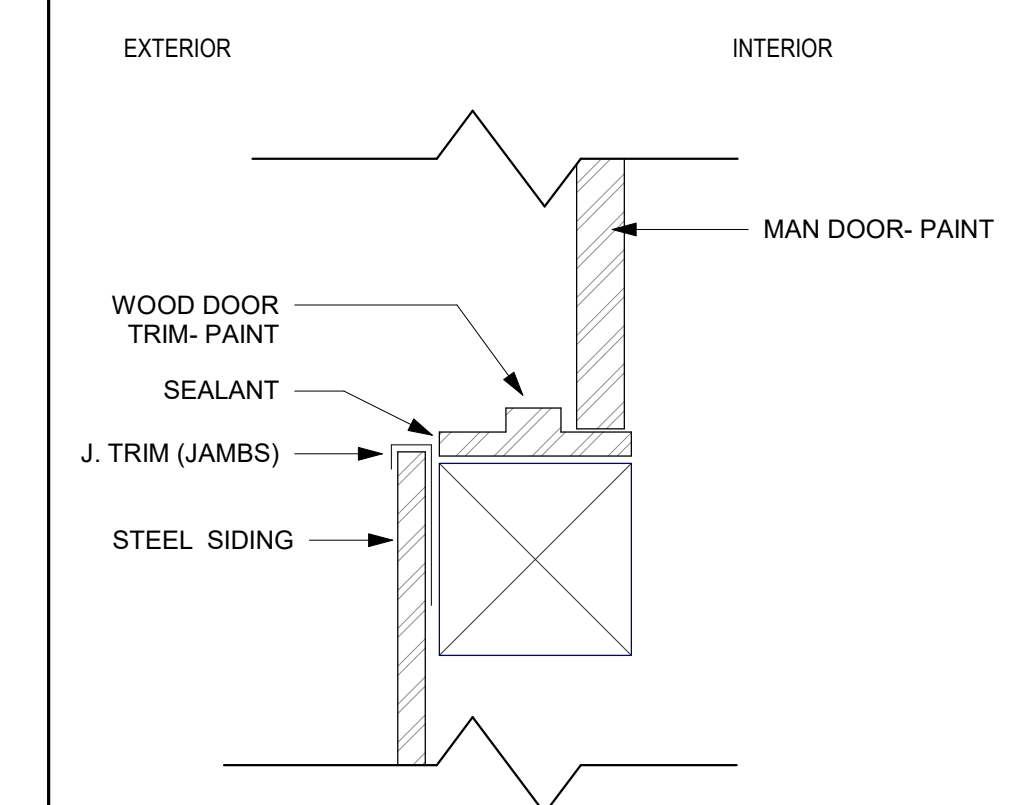 EXTERIOR
INTERIOR
MAN DOOR- PAINT
WOOD DOOR
TRIM- PAINT
SEALANT
J. TRIM (JAMBS)
STEEL SIDING